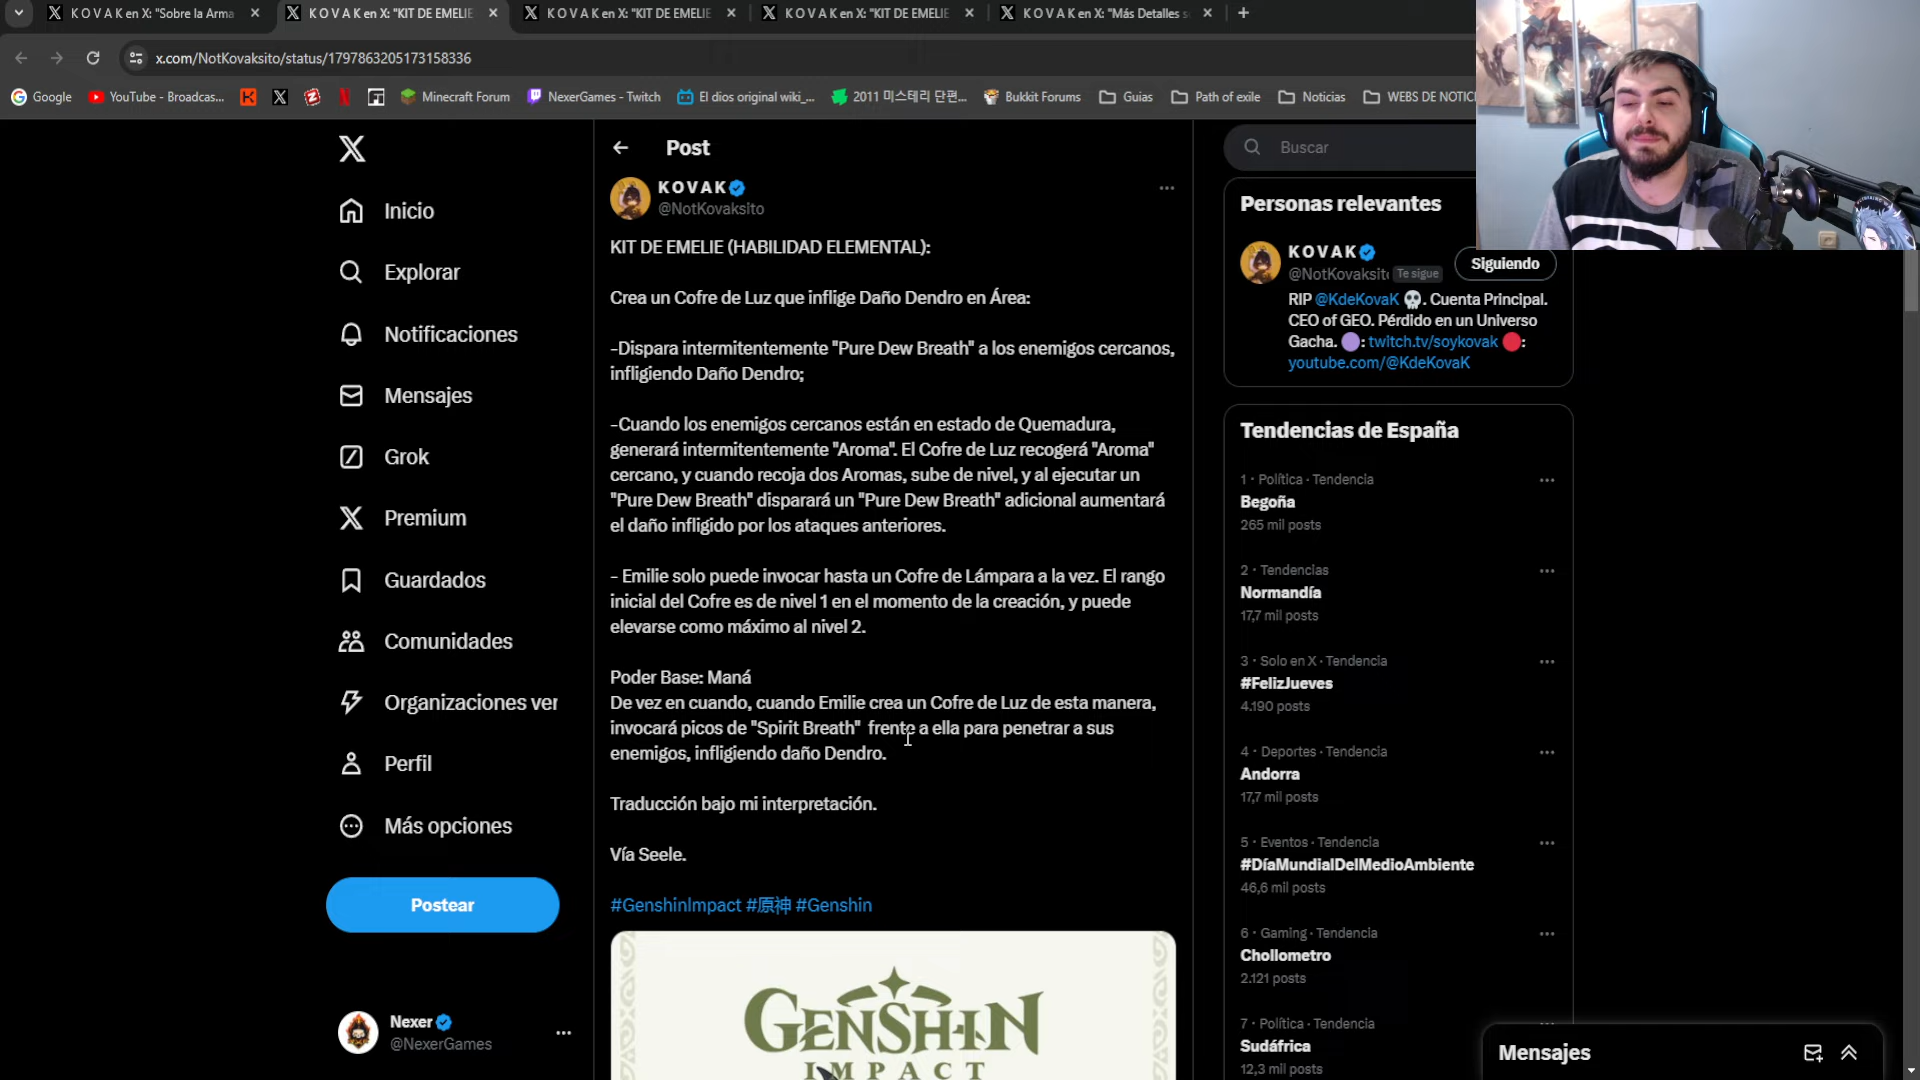 K O V A K en X: "Sobre la Arma
K O V A K en X: "KIT DE EMELIE
K O V A K en X: "KIT DE EMELIE
K O V A K en X: "KIT DE EMELIE
K O V A K en X: "Más Detalles s
x.com/NotKovaksito/status/1797863205173158336
Google
YouTube - Broadcas...
Minecraft Forum
NexerGames - Twitch
El dios original wiki_...
2011 미스테리 단편...
Bukkit Forums
Guias
Path of exile
Noticias
WEBS DE NOTIC
Inicio
Explorar
Notificaciones
Mensajes
Grok
Premium
Guardados
Comunidades
Organizaciones ver
Perfil
Más opciones
Postear
Nexer
@NexerGames
Post
K O V A K
@NotKovaksito
KIT DE EMELIE (HABILIDAD ELEMENTAL):
Crea un Cofre de Luz que inflige Daño Dendro en Área:
-Dispara intermitentemente "Pure Dew Breath" a los enemigos cercanos,
infligiendo Daño Dendro;
-Cuando los enemigos cercanos están en estado de Quemadura,
generará intermitentemente "Aroma". El Cofre de Luz recogerá "Aroma"
cercano, y cuando recoja dos Aromas, sube de nivel, y al ejecutar un
"Pure Dew Breath" disparará un "Pure Dew Breath" adicional aumentará
el daño infligido por los ataques anteriores.
- Emilie solo puede invocar hasta un Cofre de Lámpara a la vez. El rango
inicial del Cofre es de nivel 1 en el momento de la creación, y puede
elevarse como máximo al nivel 2.
Poder Base: Maná
De vez en cuando, cuando Emilie crea un Cofre de Luz de esta manera,
invocará picos de "Spirit Breath" frente a ella para penetrar a sus
enemigos, infligiendo daño Dendro.
Traducción bajo mi interpretación.
Vía Seele.
#GenshinImpact #原神 #Genshin
GENSHIN
IMPACT
Buscar
Personas relevantes
K O V A K
@NotKovaksit Te sigue
Siguiendo
RIP @KdeKovaK 💀. Cuenta Principal.
CEO of GEO. Pérdido en un Universo
Gacha. 🟣: twitch.tv/soykovak 🔴:
youtube.com/@KdeKovaK
Tendencias de España
1 · Política · Tendencia
Begoña
265 mil posts
2 · Tendencias
Normandía
17,7 mil posts
3 · Solo en X · Tendencia
#FelizJueves
4.190 posts
4 · Deportes · Tendencia
Andorra
17,7 mil posts
5 · Eventos · Tendencia
#DíaMundialDelMedioAmbiente
46,6 mil posts
6 · Gaming · Tendencia
Chollometro
2.121 posts
7 · Política · Tendencia
Sudáfrica
12,3 mil posts
Mensajes